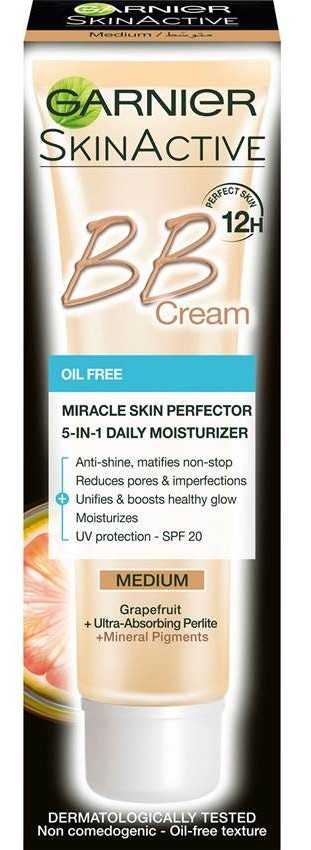 GARNIER
SKINACTIVE
Medium / متوسط
GARNIER
SKINACTIVE
PERFECT SKIN
12H
BB
Cream
OIL FREE
MIRACLE SKIN PERFECTOR
5-IN-1 DAILY MOISTURIZER
Anti-shine, matifies non-stop
Reduces pores & imperfections
+ Unifies & boosts healthy glow
Moisturizes
UV protection - SPF 20
MEDIUM
Grapefruit
+ Ultra-Absorbing Perlite
+Mineral Pigments
DERMATOLOGICALLY TESTED
Non comedogenic - Oil-free texture